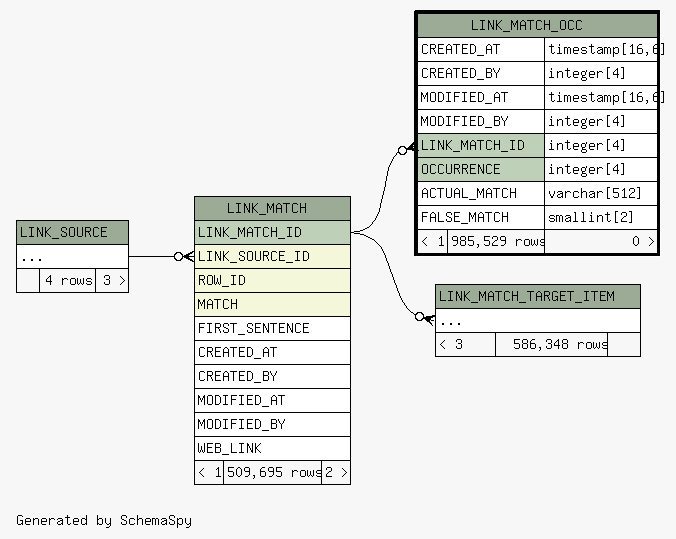 LINK_MATCH_OCC
CREATED_AT timestamp[16,6]
CREATED_BY integer[4]
MODIFIED_AT timestamp[16,6]
MODIFIED_BY integer[4]
LINK_MATCH_ID integer[4]
OCCURRENCE integer[4]
ACTUAL_MATCH varchar[512]
FALSE_MATCH smallint[2]
< 1 985,529 rows 0 >
LINK_MATCH
LINK_MATCH_ID
LINK_SOURCE_ID
ROW_ID
MATCH
FIRST_SENTENCE
CREATED_AT
CREATED_BY
MODIFIED_AT
MODIFIED_BY
WEB_LINK
< 1 509,695 rows 2 >
LINK_SOURCE
...
4 rows 3 >
LINK_MATCH_TARGET_ITEM
...
< 3 586,348 rows
Generated by SchemaSpy